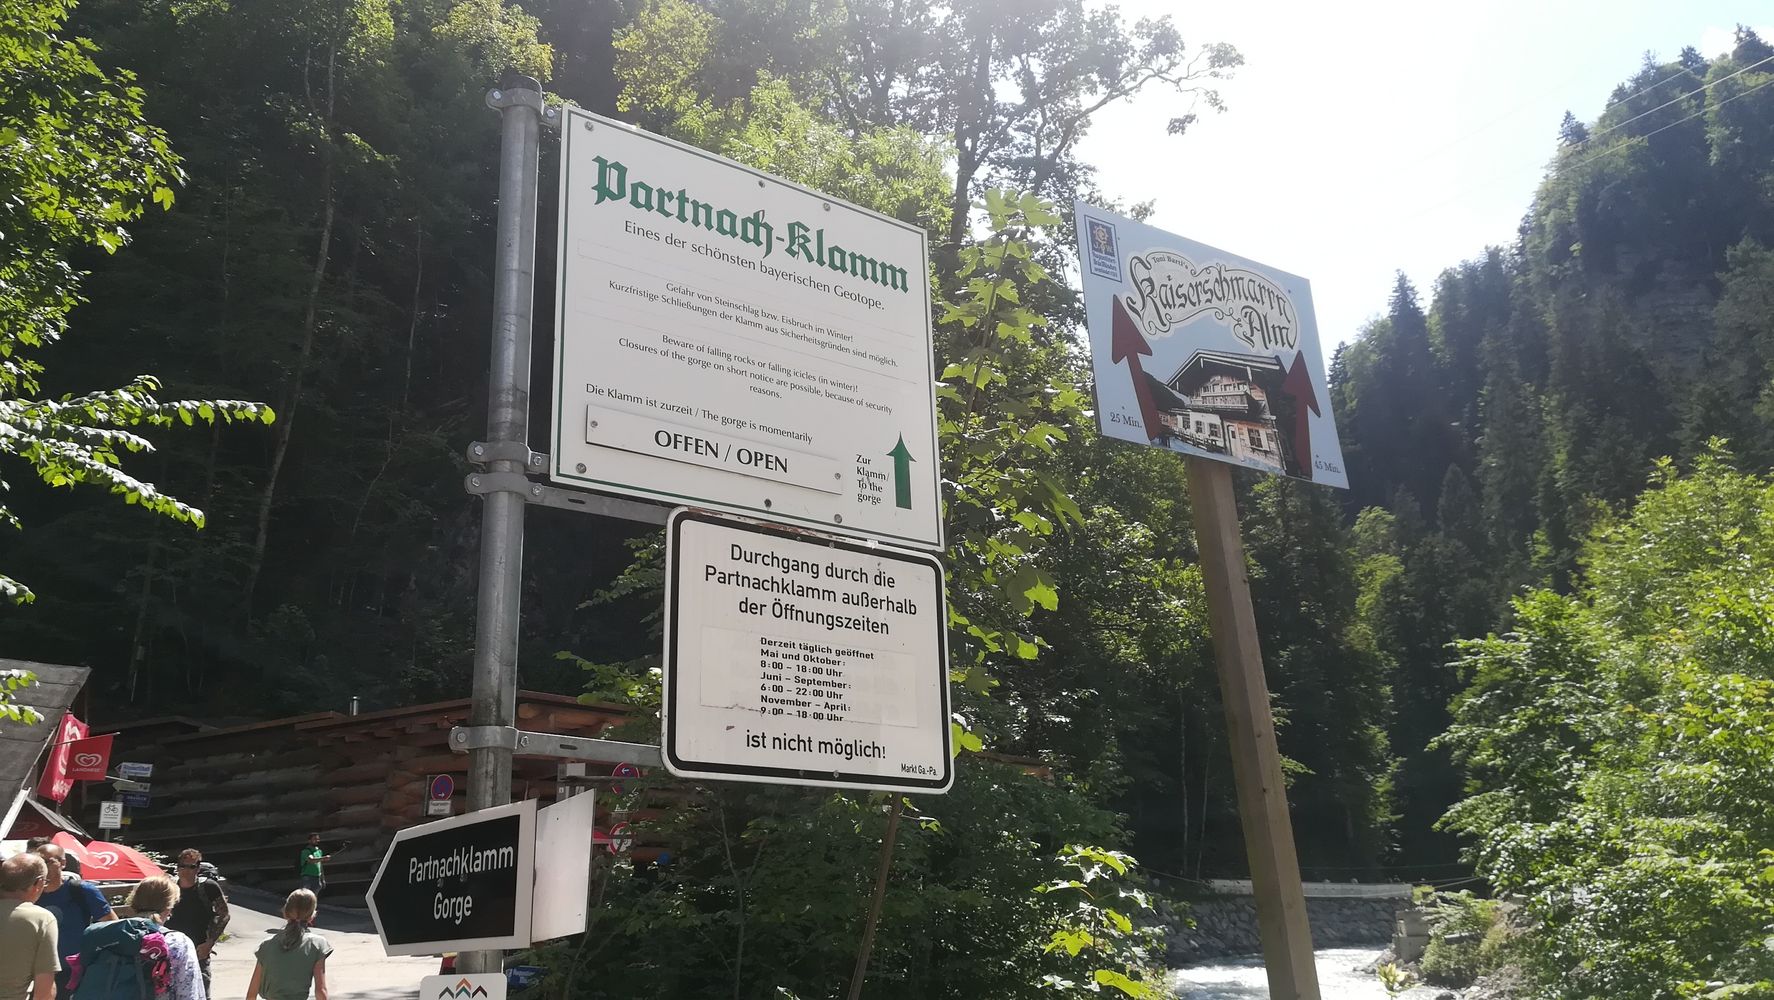 Partnach-Klamm
Eines der schönsten bayerischen Geotope.
Gefahr von Steinschlag bzw. Eisbruch im Winter!
Kurzfristige Schließungen der Klamm aus Sicherheitsgründen sind möglich.
Beware of falling rocks or falling icicles (in winter)!
Closures of the gorge on short notice are possible, because of security
reasons.
Die Klamm ist zurzeit / The gorge is momentarily
OFFEN / OPEN
Zur
Klamm/
To the
gorge
Durchgang durch die
Partnachklamm außerhalb
der Öffnungszeiten
Derzeit täglich geöffnet
Mai und Oktober:
8:00 – 18:00 Uhr
Juni – September:
6:00 – 22:00 Uhr
November – April:
9:00 – 18:00 Uhr
ist nicht möglich!
Markt Ga.-Pa.
Toni Bartl's
Kaiserschmarrn
Alm
25 Min.
45 Min.
Partnachklamm
Gorge
LANGNESE